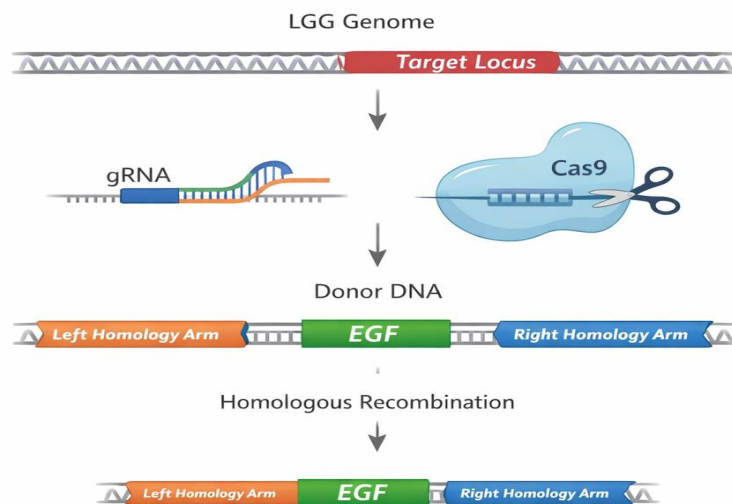 LGG Genome
Target Locus
gRNA
Cas9
Donor DNA
Left Homology Arm EGF Right Homology Arm
Homologous Recombination
Left Homology Arm EGF Right Homology Arm